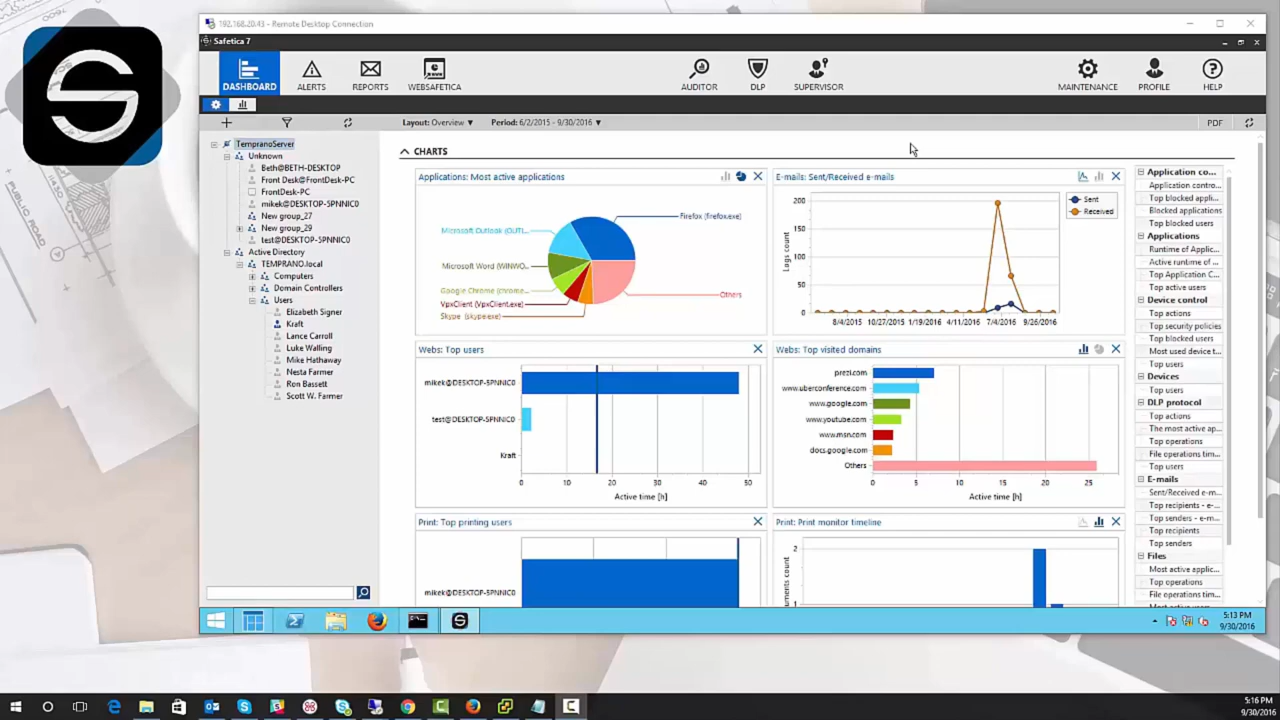 192.168.20.43 - Remote Desktop Connection
Safetica 7
DASHBOARD
ALERTS
REPORTS
WEBSAFETICA
AUDITOR
DLP
SUPERVISOR
MAINTENANCE
PROFILE
HELP
Layout: Overview ▼
Period: 6/2/2015 - 9/30/2016 ▼
PDF
TempranoServer
Unknown
Beth@BETH-DESKTOP
Front Desk@FrontDesk-PC
FrontDesk-PC
mikek@DESKTOP-5PNNIC0
New group_27
New group_29
test@DESKTOP-5PNNIC0
Active Directory
TEMPRANO.local
Computers
Domain Controllers
Users
Elizabeth Signer
Kraft
Lance Carroll
Luke Walling
Mike Hathaway
Nesta Farmer
Ron Bassett
Scott W. Farmer
CHARTS
Applications: Most active applications
Firefox (firefox.exe)
Microsoft Outlook (OUTL...
Microsoft Word (WINWO...
Google Chrome (chrome...
VpxClient (VpxClient.exe)
Skype (skype.exe)
Others
E-mails: Sent/Received e-mails
200
150
100
50
0
Logs count
8/4/2015 10/27/2015 1/19/2016 4/11/2016 7/4/2016 9/26/2016
Sent
Received
Webs: Top users
mikek@DESKTOP-5PNNIC0
test@DESKTOP-5PNNIC0
Kraft
0 10 20 30 40 50
Active time [h]
Webs: Top visited domains
prezi.com
www.uberconference.com
www.google.com
www.youtube.com
www.msn.com
docs.google.com
Others
0 5 10 15 20 25
Active time [h]
Print: Top printing users
mikek@DESKTOP-5PNNIC0
Print: Print monitor timeline
2
1
uments count
Application co...
Application contro...
Top blocked appli...
Blocked applications
Top blocked users
Applications
Runtime of Applic...
Active runtime of ...
Top Application C...
Top active users
Device control
Top actions
Top security policies
Top blocked users
Most used device t...
Top users
Devices
Top users
DLP protocol
Top actions
The most active ap...
Top operations
File operations tim...
Top users
E-mails
Sent/Received e-m...
Top recipients - e-...
Top senders - e-m...
Top recipients
Top senders
Files
Most active applic...
Top operations
File operations tim...
5:13 PM
9/30/2016
5:16 PM
9/30/2016